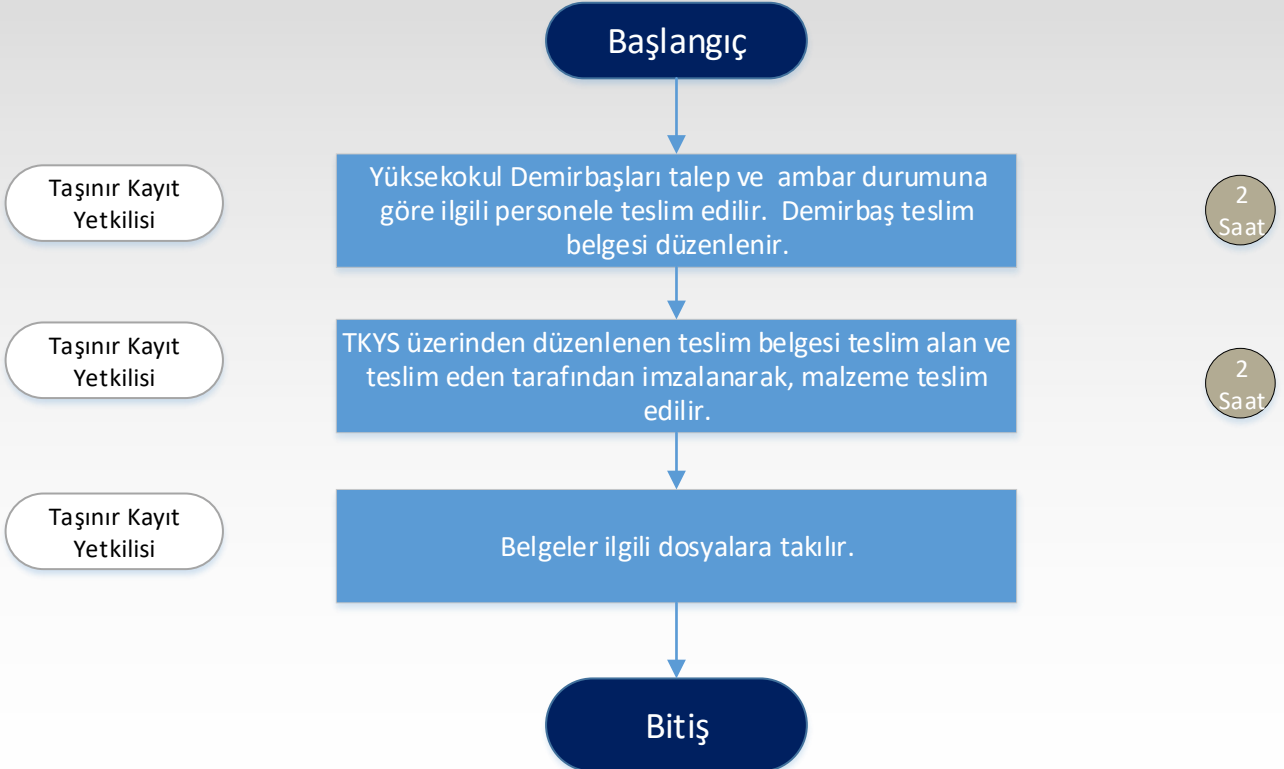 Başlangıç
Taşınır Kayıt
Yetkilisi
Yüksekokul Demirbaşları talep ve  ambar durumuna
göre ilgili personele teslim edilir.  Demirbaş teslim
belgesi düzenlenir.
2
Saat
Taşınır Kayıt
Yetkilisi
TKYS üzerinden düzenlenen teslim belgesi teslim alan ve
teslim eden tarafından imzalanarak, malzeme teslim
edilir.
2
Saat
Taşınır Kayıt
Yetkilisi
Belgeler ilgili dosyalara takılır.
Bitiş